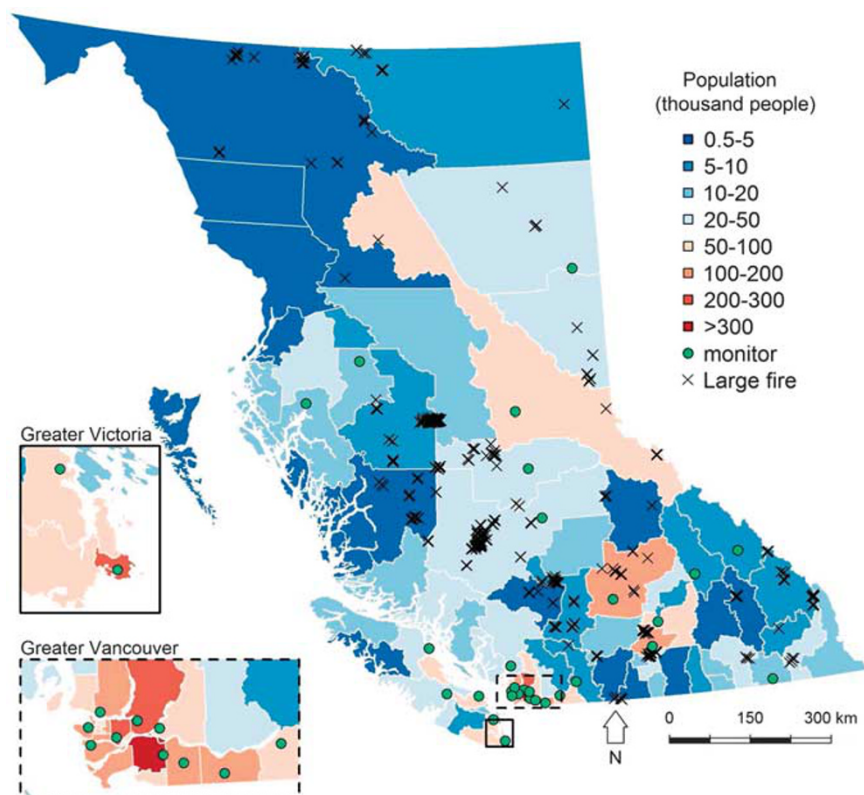 Population
(thousand people)
0.5-5
5-10
10-20
20-50
50-100
100-200
200-300
>300
monitor
Large fire
Greater Victoria
Greater Vancouver
0 150 300 km
N